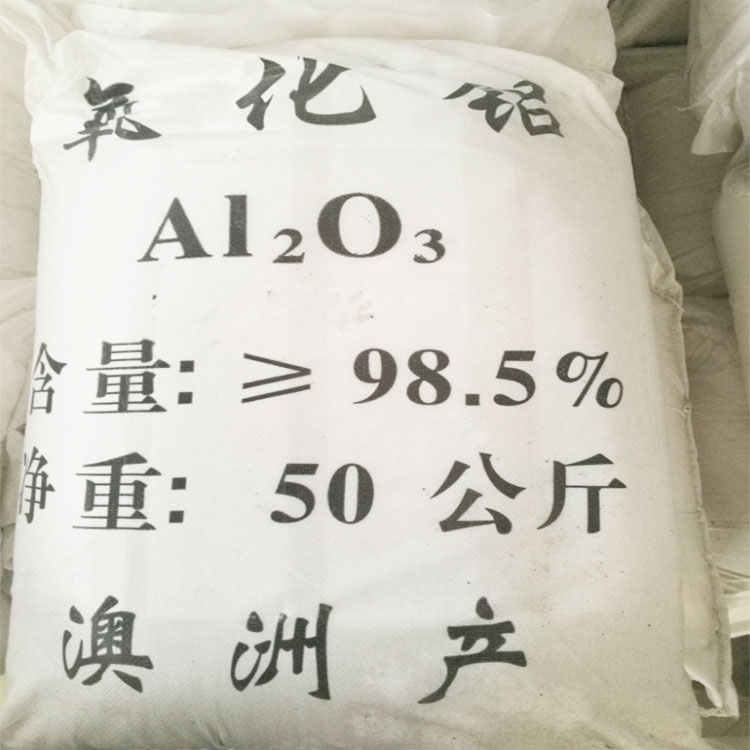 氧化铝
Al₂O₃
含量: ≥98.5%
净重: 50 公斤
澳洲产